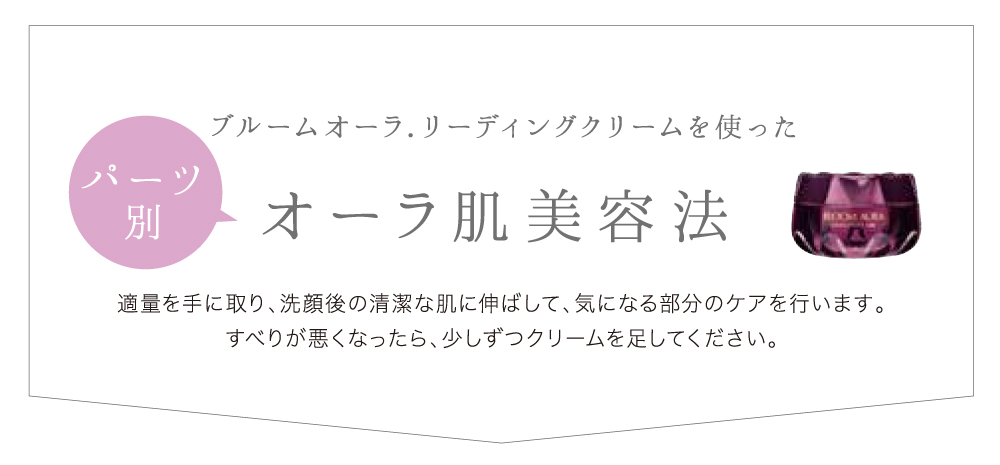 ブルームオーラ.リーディングクリームを使った
パーツ
別
オーラ肌美容法
適量を手に取り、洗顔後の清潔な肌に伸ばして、気になる部分のケアを行います。
すべりが悪くなったら、少しずつクリームを足してください。
BLOOM AURA